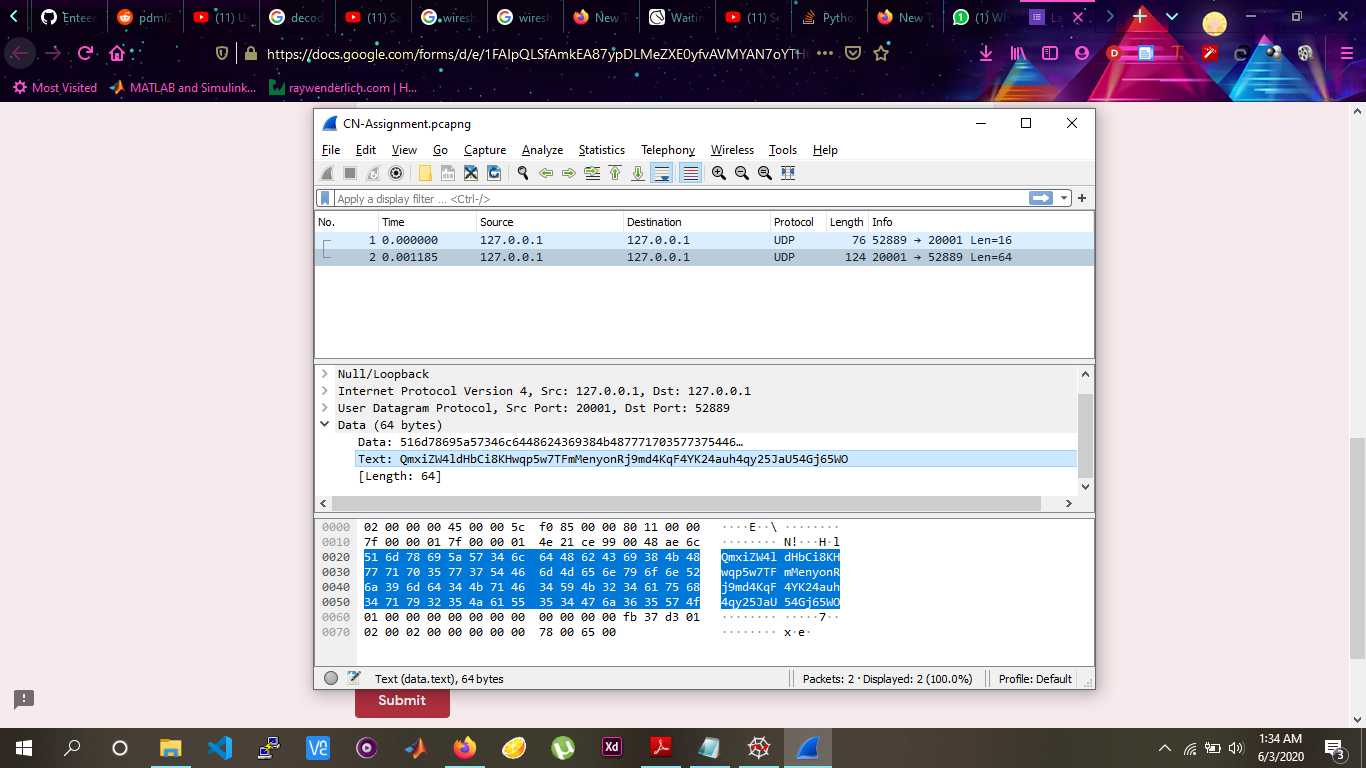 Enteee
pdml2
(11) U
decod
(11) Sa
wiresh
wiresh
New T
Waitin
(11) Se
Python
New T
(1) Wh
La
https://docs.google.com/forms/d/e/1FAIpQLSfAmkEA87ypDLMeZXE0yfvAVMYAN7oYTH
Most Visited MATLAB and Simulink... raywenderlich.com | H...
CN-Assignment.pcapng
File Edit View Go Capture Analyze Statistics Telephony Wireless Tools Help
Apply a display filter ... <Ctrl-/>
No. Time Source Destination Protocol Length Info
1 0.000000 127.0.0.1 127.0.0.1 UDP 76 52889 → 20001 Len=16
2 0.001185 127.0.0.1 127.0.0.1 UDP 124 20001 → 52889 Len=64
Null/Loopback
Internet Protocol Version 4, Src: 127.0.0.1, Dst: 127.0.0.1
User Datagram Protocol, Src Port: 20001, Dst Port: 52889
Data (64 bytes)
Data: 516d78695a57346c6448624369384b487771703577375446…
Text: QmxiZW4ldHbCi8KHwqp5w7TFmMenyonRj9md4KqF4YK24auh4qy25JaU54Gj65WO
[Length: 64]
0000 02 00 00 00 45 00 00 5c f0 85 00 00 80 11 00 00 ····E··\ ········
0010 7f 00 00 01 7f 00 00 01 4e 21 ce 99 00 48 ae 6c ········ N!···H·l
0020 51 6d 78 69 5a 57 34 6c 64 48 62 43 69 38 4b 48 QmxiZW4l dHbCi8KH
0030 77 71 70 35 77 37 54 46 6d 4d 65 6e 79 6f 6e 52 wqp5w7TF mMenyonR
0040 6a 39 6d 64 34 4b 71 46 34 59 4b 32 34 61 75 68 j9md4KqF 4YK24auh
0050 34 71 79 32 35 4a 61 55 35 34 47 6a 36 35 57 4f 4qy25JaU 54Gj65WO
0060 01 00 00 00 00 00 00 00 00 00 00 00 fb 37 d3 01 ········ ·····7··
0070 02 00 02 00 00 00 00 00 78 00 65 00 ········ x·e·
Text (data.text), 64 bytes Packets: 2 · Displayed: 2 (100.0%) Profile: Default
Submit
1:34 AM
6/3/2020
3